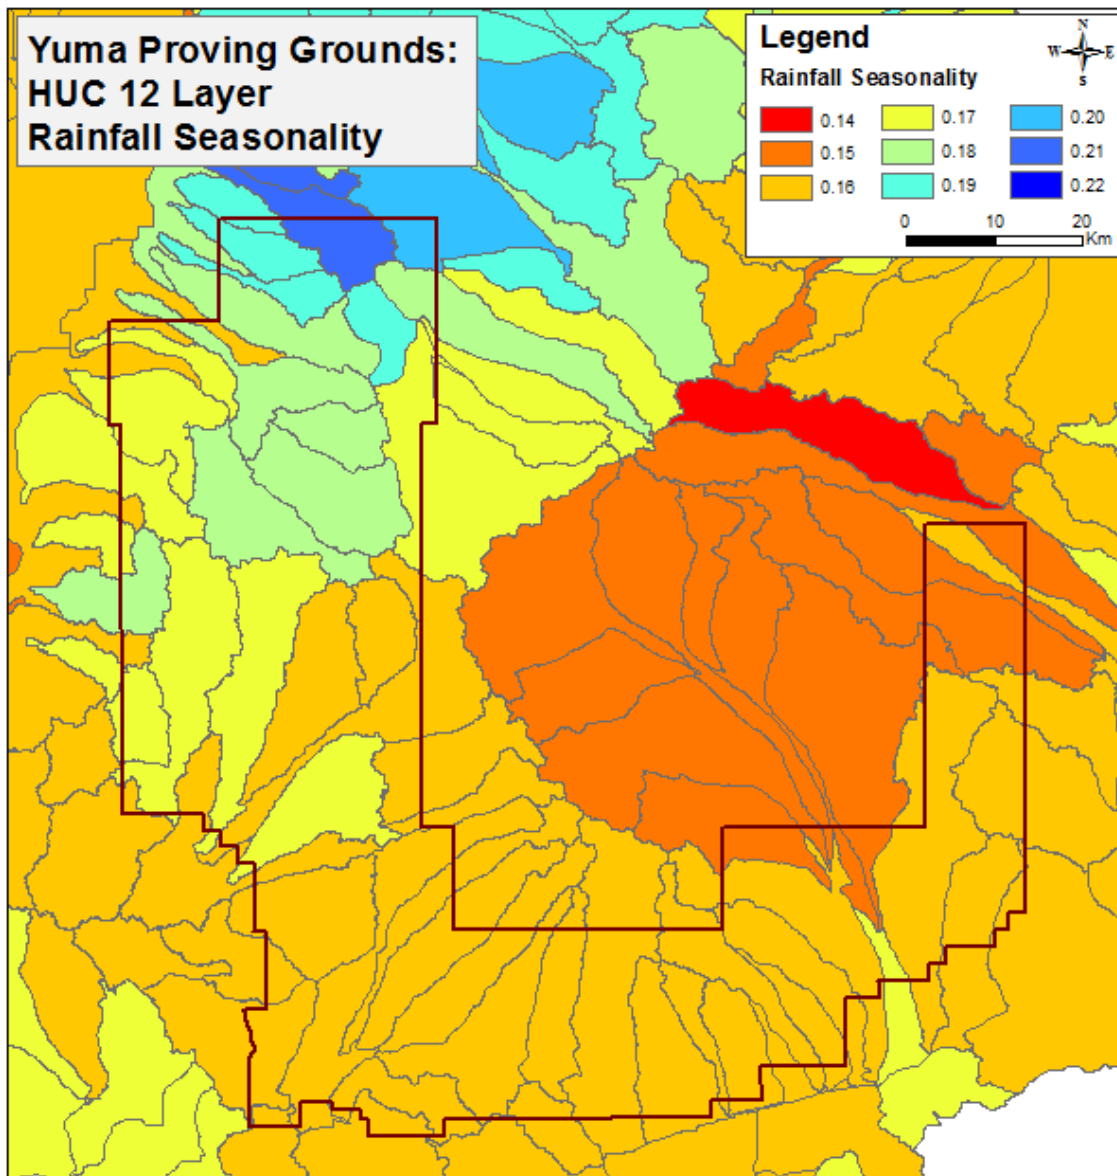 Yuma Proving Grounds:
HUC 12 Layer
Rainfall Seasonality
Legend
N
W E
S
Rainfall Seasonality
0.14 0.17 0.20
0.15 0.18 0.21
0.16 0.19 0.22
0 10 20
Km